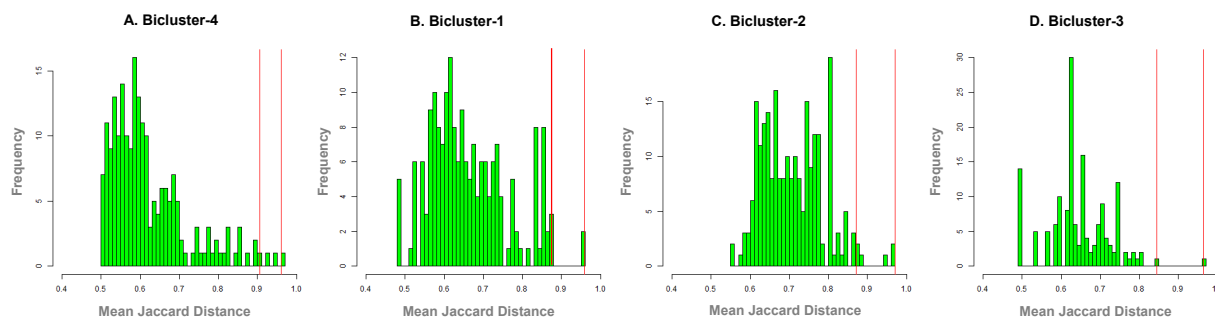 A. Bicluster-4
B. Bicluster-1
C. Bicluster-2
D. Bicluster-3
Frequency
15
10
5
0
0.4 0.5 0.6 0.7 0.8 0.9 1.0
Mean Jaccard Distance
Frequency
12
10
8
6
4
2
0
0.4 0.5 0.6 0.7 0.8 0.9 1.0
Mean Jaccard Distance
Frequency
15
10
5
0
0.4 0.5 0.6 0.7 0.8 0.9 1.0
Mean Jaccard Distance
Frequency
30
25
20
15
10
5
0
0.4 0.5 0.6 0.7 0.8 0.9 1.0
Mean Jaccard Distance